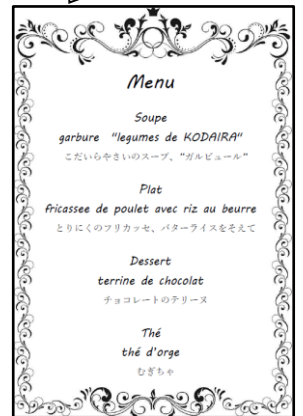 Menu
Soupe
garbure "legumes de KODAIRA"
こだいらやさいのスープ、"ガルビュール"
Plat
fricassee de poulet avec riz au beurre
とりにくのフリカッセ、バターライスをそえて
Dessert
terrine de chocolat
チョコレートのテリーヌ
Thé
thé d'orge
むぎちゃ